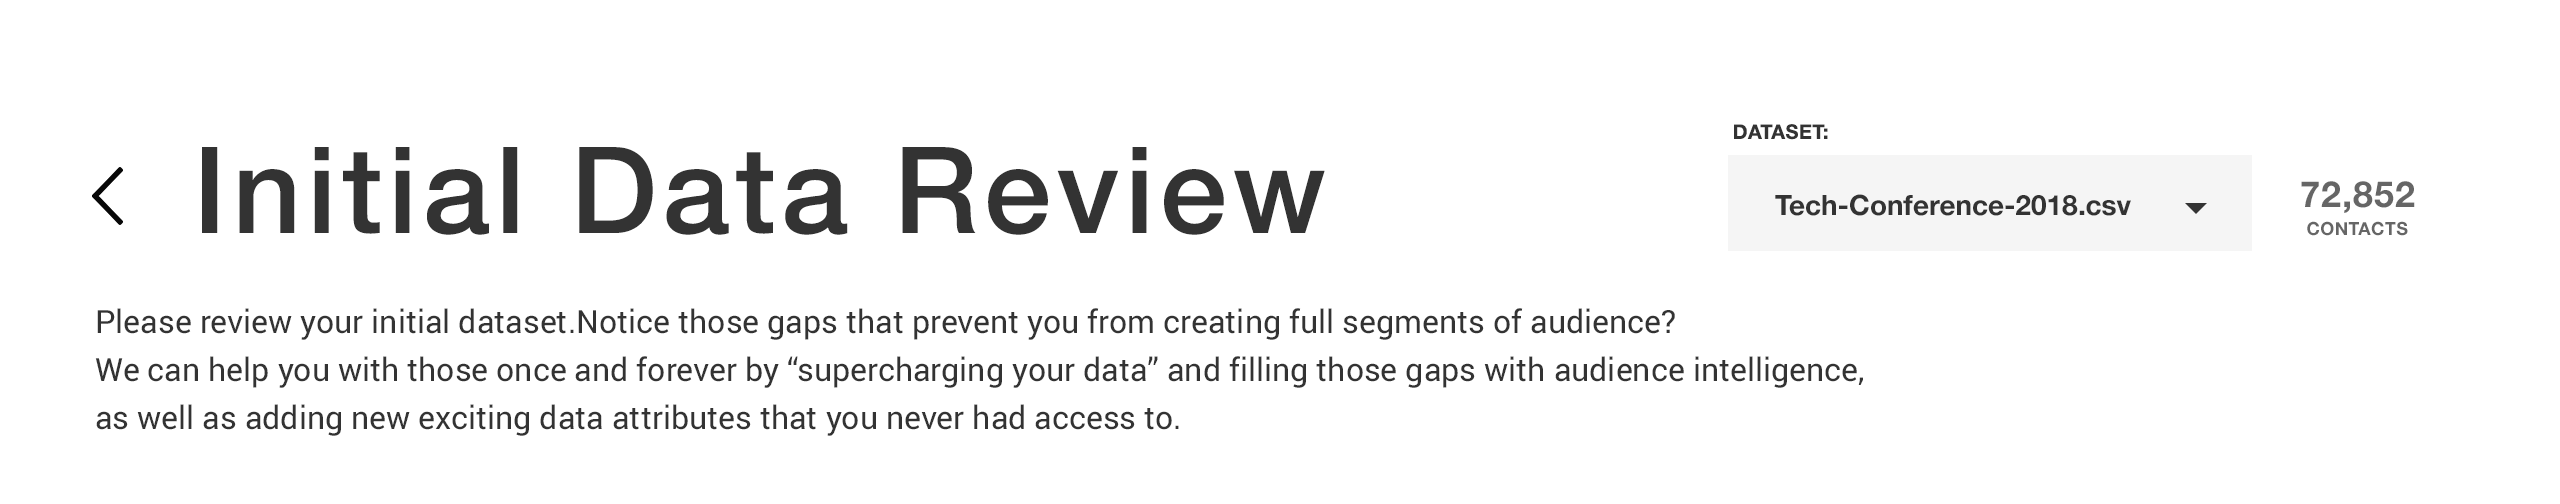 Initial Data Review
DATASET:
Tech-Conference-2018.csv
72,852
CONTACTS
Please review your initial dataset.Notice those gaps that prevent you from creating full segments of audience?
We can help you with those once and forever by “supercharging your data” and filling those gaps with audience intelligence,
as well as adding new exciting data attributes that you never had access to.